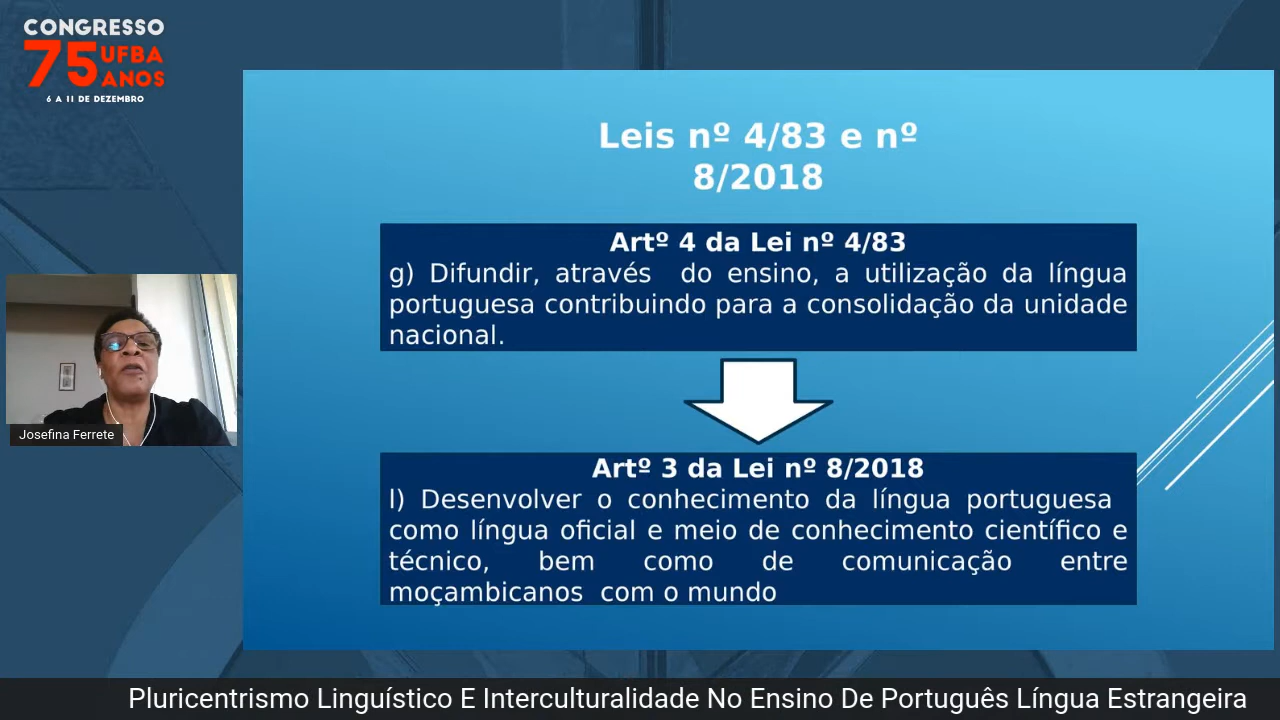 CONGRESSO
75 UFBA
ANOS
6 A 11 DE DEZEMBRO
Leis nº 4/83 e nº
8/2018
Artº 4 da Lei nº 4/83
g) Difundir, através do ensino, a utilização da língua
portuguesa contribuindo para a consolidação da unidade
nacional.
Artº 3 da Lei nº 8/2018
l) Desenvolver o conhecimento da língua portuguesa
como língua oficial e meio de conhecimento científico e
técnico, bem como de comunicação entre
moçambicanos com o mundo
Josefina Ferrete
Pluricentrismo Linguístico E Interculturalidade No Ensino De Português Língua Estrangeira